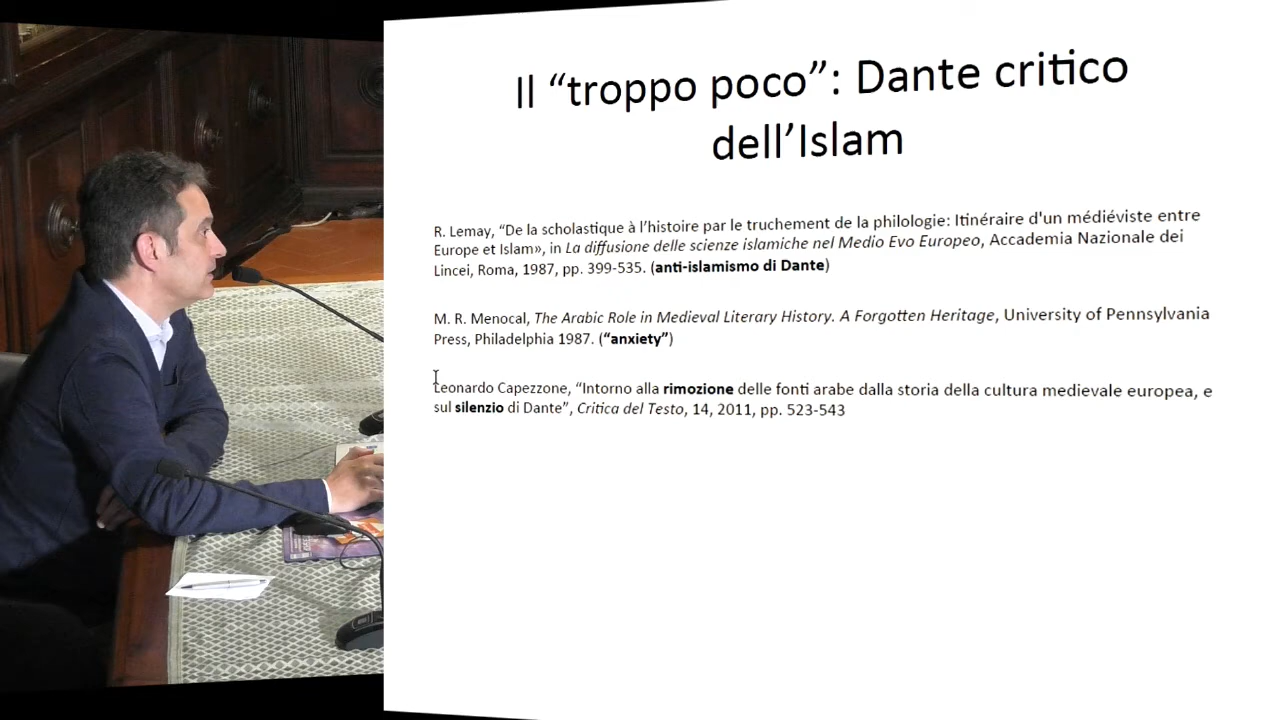 Il “troppo poco”: Dante critico
dell’Islam
R. Lemay, “De la scholastique à l’histoire par le truchement de la philologie: Itinéraire d'un médiéviste entre
Europe et Islam», in La diffusione delle scienze islamiche nel Medio Evo Europeo, Accademia Nazionale dei
Lincei, Roma, 1987, pp. 399-535. (anti-islamismo di Dante)
M. R. Menocal, The Arabic Role in Medieval Literary History. A Forgotten Heritage, University of Pennsylvania
Press, Philadelphia 1987. (“anxiety”)
Leonardo Capezzone, “Intorno alla rimozione delle fonti arabe dalla storia della cultura medievale europea, e
sul silenzio di Dante”, Critica del Testo, 14, 2011, pp. 523-543